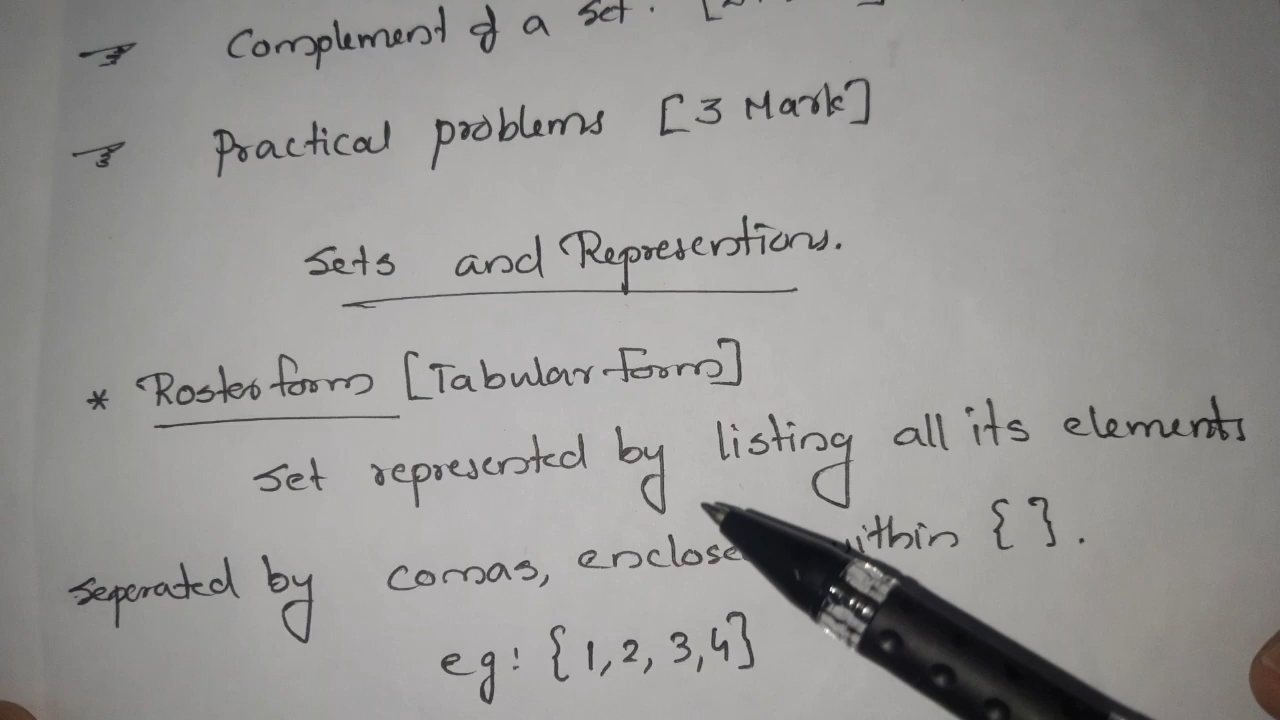 → Complement of a set. [
→ Practical problems [3 Mark]
Sets and Representions.
* Roster form [Tabular form]
Set represented by listing all its elements
seperated by comas, enclose within { }.
eg: {1, 2, 3, 4}